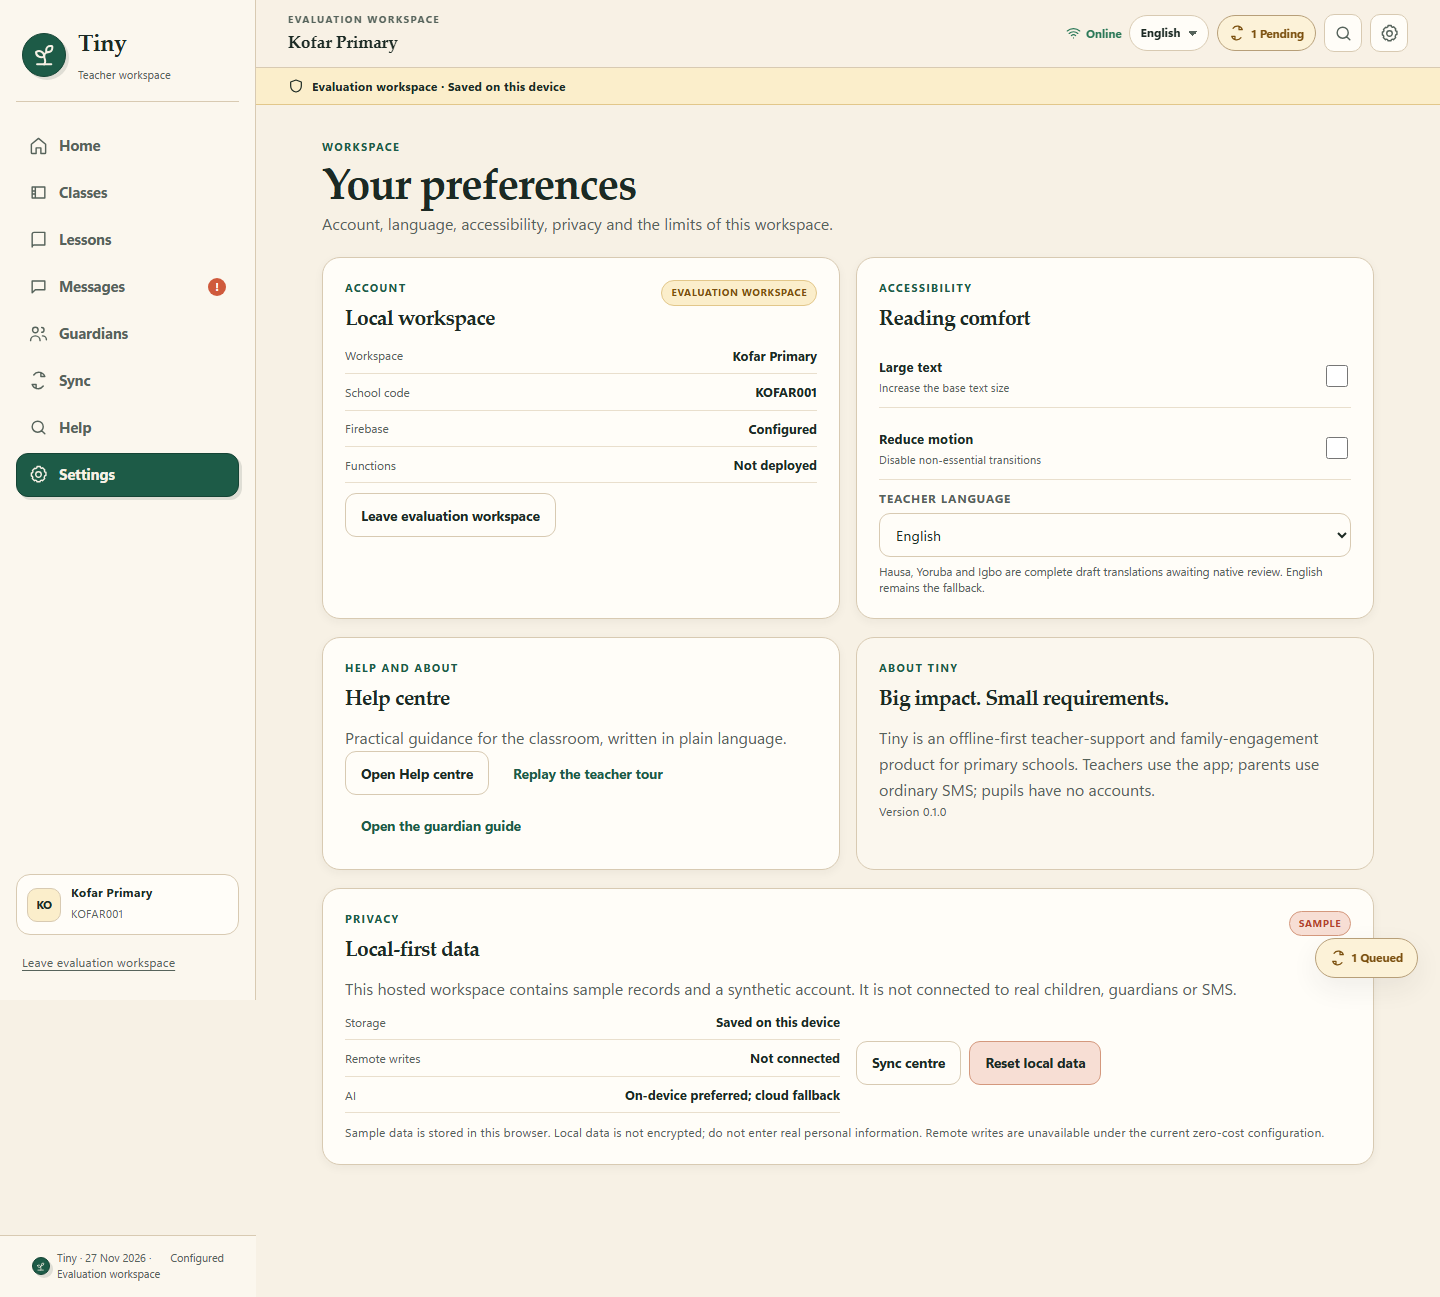 Tiny
Teacher workspace
Home
Classes
Lessons
Messages
!
Guardians
Sync
Help
Settings
KO
Kofar Primary
KOFAR001
Leave evaluation workspace
Tiny · 27 Nov 2026 ·
Evaluation workspace
Configured
EVALUATION WORKSPACE
Kofar Primary
Online
English
1 Pending
Evaluation workspace · Saved on this device
WORKSPACE
Your preferences
Account, language, accessibility, privacy and the limits of this workspace.
ACCOUNT
EVALUATION WORKSPACE
Local workspace
Workspace Kofar Primary
School code KOFAR001
Firebase Configured
Functions Not deployed
Leave evaluation workspace
ACCESSIBILITY
Reading comfort
Large text
Increase the base text size
Reduce motion
Disable non-essential transitions
TEACHER LANGUAGE
English
Hausa, Yoruba and Igbo are complete draft translations awaiting native review. English
remains the fallback.
HELP AND ABOUT
Help centre
Practical guidance for the classroom, written in plain language.
Open Help centre
Replay the teacher tour
Open the guardian guide
ABOUT TINY
Big impact. Small requirements.
Tiny is an offline-first teacher-support and family-engagement
product for primary schools. Teachers use the app; parents use
ordinary SMS; pupils have no accounts.
Version 0.1.0
PRIVACY
SAMPLE
Local-first data
1 Queued
This hosted workspace contains sample records and a synthetic account. It is not connected to real children, guardians or SMS.
Storage Saved on this device
Remote writes Not connected
AI On-device preferred; cloud fallback
Sync centre
Reset local data
Sample data is stored in this browser. Local data is not encrypted; do not enter real personal information. Remote writes are unavailable under the current zero-cost configuration.